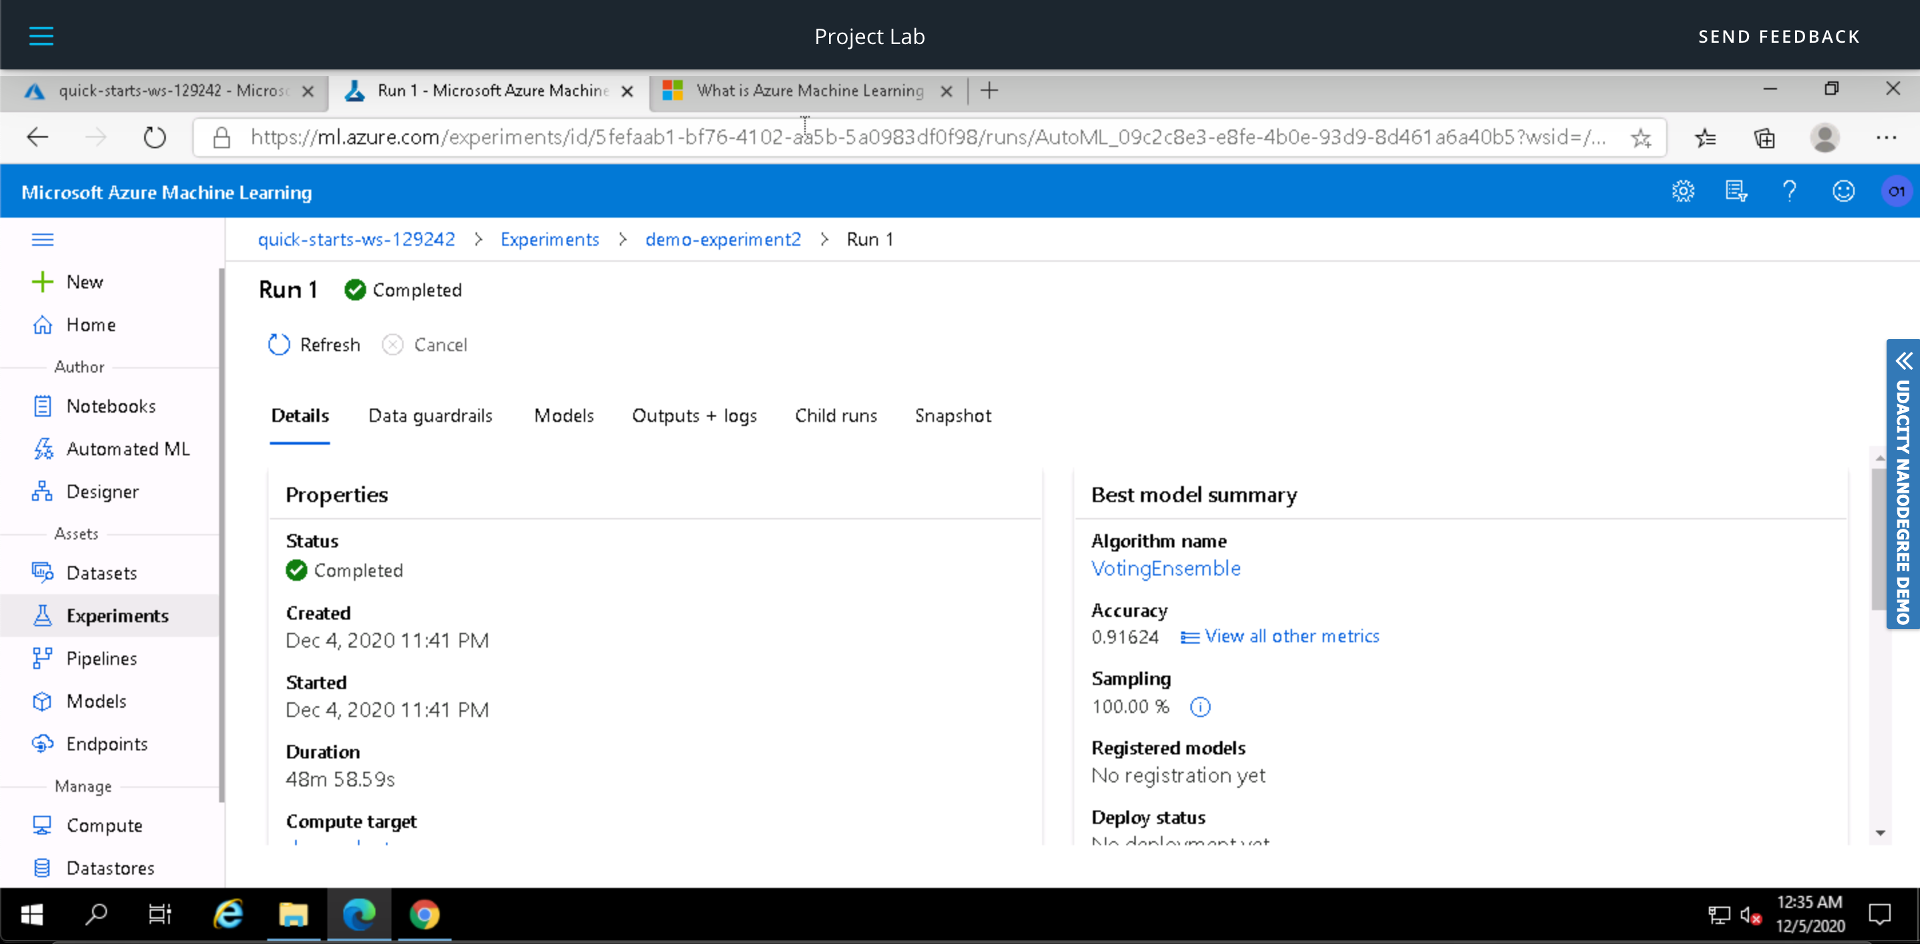 Project Lab
SEND FEEDBACK
quick-starts-ws-129242 - Micros
Run 1 - Microsoft Azure Machine
What is Azure Machine Learning
https://ml.azure.com/experiments/id/5fefaab1-bf76-4102-aa5b-5a0983df0f98/runs/AutoML_09c2c8e3-e8fe-4b0e-93d9-8d461a6a40b5?wsid=/...
Microsoft Azure Machine Learning
01
quick-starts-ws-129242 > Experiments > demo-experiment2 > Run 1
New
Home
Author
Notebooks
Automated ML
Designer
Assets
Datasets
Experiments
Pipelines
Models
Endpoints
Manage
Compute
Datastores
Run 1
Completed
Refresh
Cancel
Details
Data guardrails
Models
Outputs + logs
Child runs
Snapshot
Properties
Status
Completed
Created
Dec 4, 2020 11:41 PM
Started
Dec 4, 2020 11:41 PM
Duration
48m 58.59s
Compute target
Best model summary
Algorithm name
VotingEnsemble
Accuracy
0.91624
View all other metrics
Sampling
100.00 %
Registered models
No registration yet
Deploy status
No deployment yet
UDACITY NANODEGREE DEMO
12:35 AM
12/5/2020